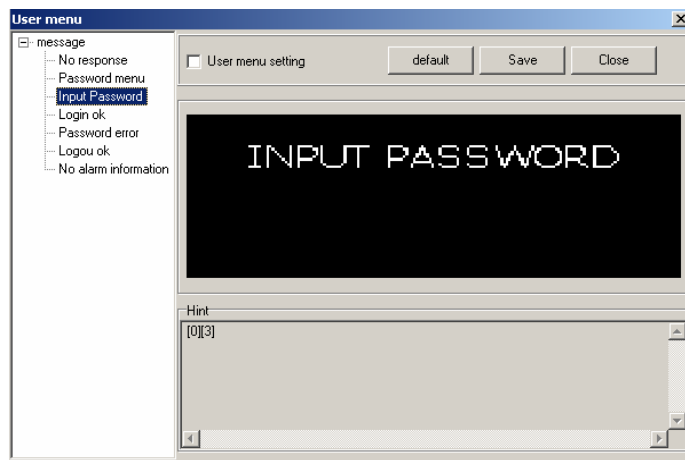 User menu
message
No response
Password menu
Input Password
Login ok
Password error
Logou ok
No alarm information
User menu setting
default
Save
Close
INPUT PASSWORD
Hint
[0][3]